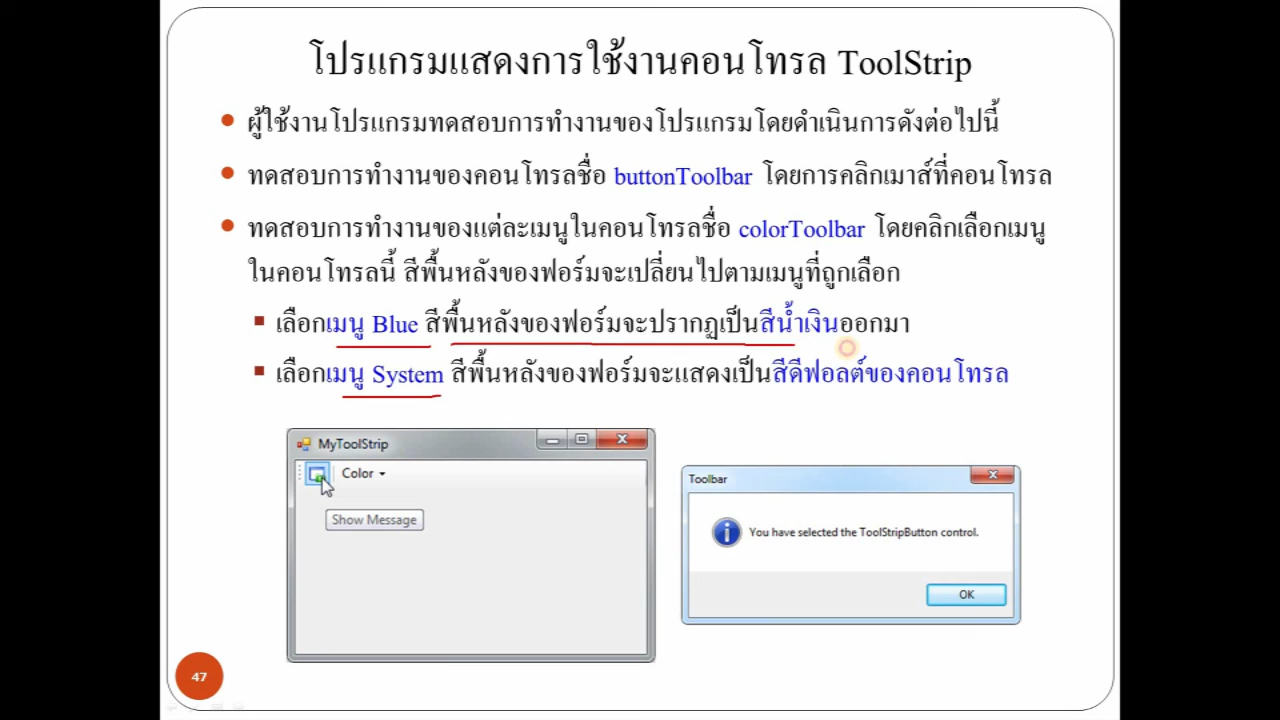 โปรแกรมแสดงการใช้งานคอนโทรล ToolStrip
ผู้ใช้งานโปรแกรมทดสอบการทำงานของโปรแกรมโดยดำเนินการดังต่อไปนี้
ทดสอบการทำงานของคอนโทรลชื่อ buttonToolbar โดยการคลิกเมาส์ที่คอนโทรล
ทดสอบการทำงานของแต่ละเมนูในคอนโทรลชื่อ colorToolbar โดยคลิกเลือกเมนู
ในคอนโทรลนี้ สีพื้นหลังของฟอร์มจะเปลี่ยนไปตามเมนูที่ถูกเลือก
เลือกเมนู Blue สีพื้นหลังของฟอร์มจะปรากฏเป็นสีน้ำเงินออกมา
เลือกเมนู System สีพื้นหลังของฟอร์มจะแสดงเป็นสีดีฟอลต์ของคอนโทรล
MyToolStrip
Color
Show Message
Toolbar
You have selected the ToolStripButton control.
OK
47